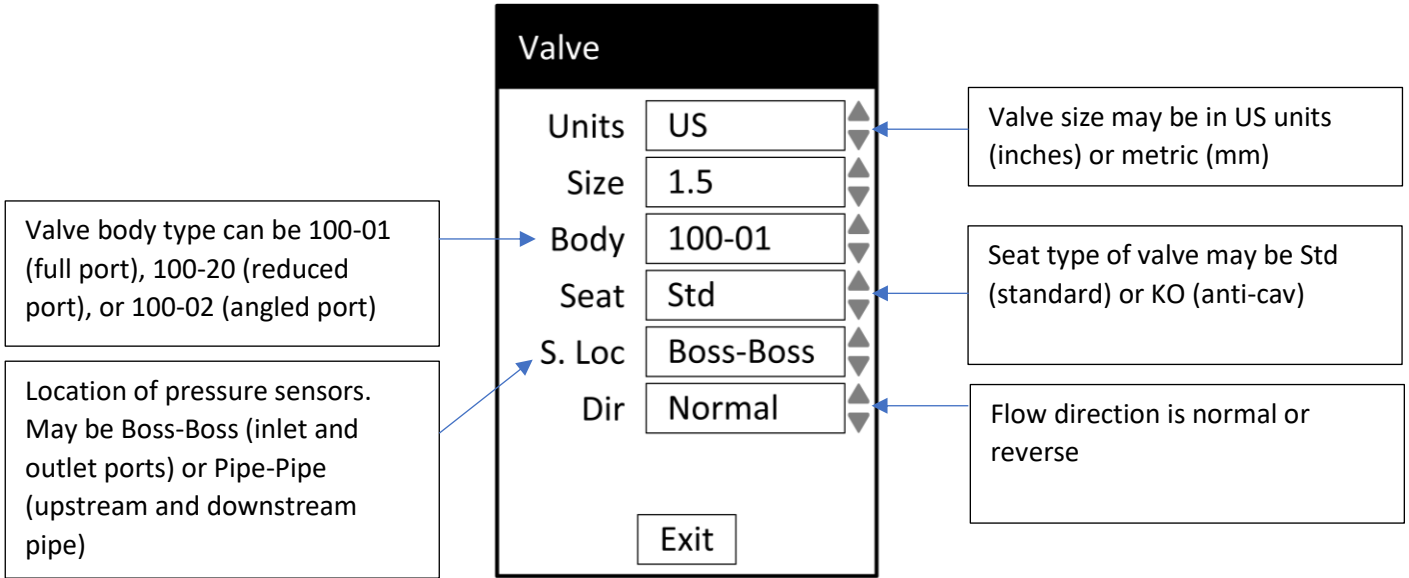 Valve
Units US
Size 1.5
Body 100-01
Seat Std
S. Loc Boss-Boss
Dir Normal
Exit
Valve body type can be 100-01
(full port), 100-20 (reduced
port), or 100-02 (angled port)
Location of pressure sensors.
May be Boss-Boss (inlet and
outlet ports) or Pipe-Pipe
(upstream and downstream
pipe)
Valve size may be in US units
(inches) or metric (mm)
Seat type of valve may be Std
(standard) or KO (anti-cav)
Flow direction is normal or
reverse